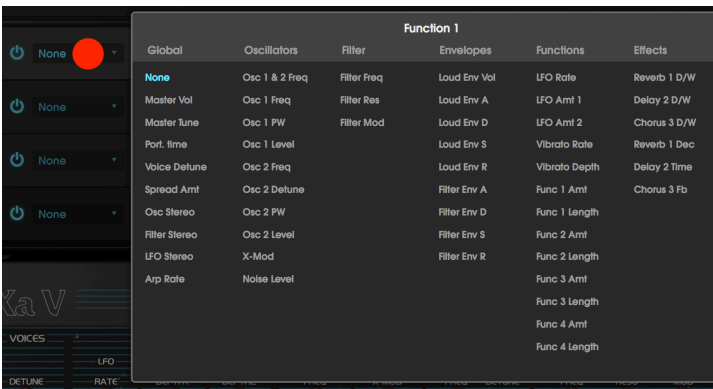 Function 1
Global Oscillators Filter Envelopes Functions Effects
None None Osc 1 & 2 Freq Filter Freq Loud Env Vol LFO Rate Reverb 1 D/W
Master Vol Osc 1 Freq Filter Res Loud Env A LFO Amt 1 Delay 2 D/W
None Master Tune Osc 1 PW Filter Mod Loud Env D LFO Amt 2 Chorus 3 D/W
Port. time Osc 1 Level Loud Env S Vibrato Rate Reverb 1 Dec
None Voice Detune Osc 2 Freq Loud Env R Vibrato Depth Delay 2 Time
Spread Amt Osc 2 Detune Filter Env A Func 1 Amt Chorus 3 Fb
None Osc Stereo Osc 2 PW Filter Env D Func 1 Length
Filter Stereo Osc 2 Level Filter Env S Func 2 Amt
LFO Stereo X-Mod Filter Env R Func 2 Length
Arp Rate Noise Level Func 3 Amt
Func 3 Length
Func 4 Amt
Func 4 Length
VOICES
LFO
DETUNE RATE